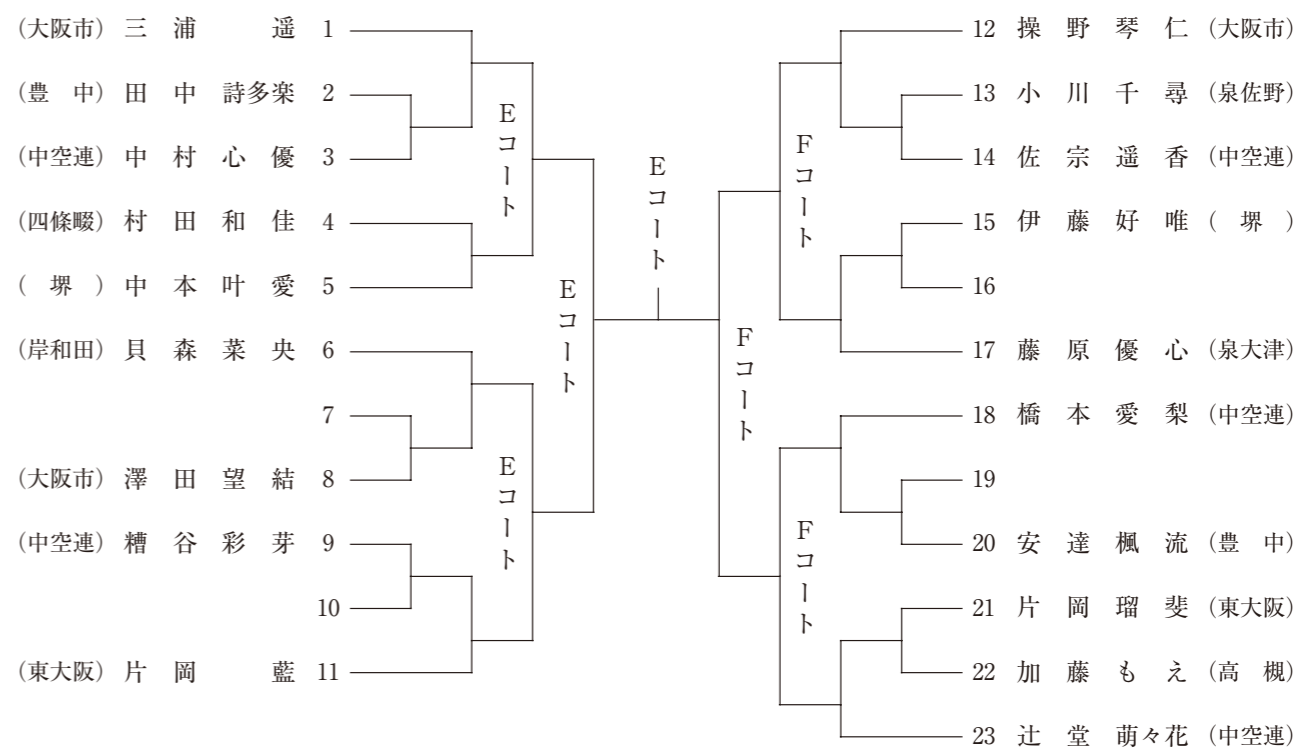 (大阪市) 三浦 遥 1
(豊中) 田中 詩多楽 2
(中空連) 中村心優 3
(四條畷) 村田和佳 4
(堺) 中本叶愛 5
(岸和田) 貝森菜央 6
7
(大阪市) 澤田望結 8
(中空連) 糟谷彩芽 9
10
(東大阪) 片岡 藍 11
Eコート
Eコート
Eコート
Eコート
Fコート
Fコート
Fコート
12 操野琴仁 (大阪市)
13 小川千尋 (泉佐野)
14 佐宗遥香 (中空連)
15 伊藤好唯 (堺)
16
17 藤原優心 (泉大津)
18 橋本愛梨 (中空連)
19
20 安達楓流 (豊中)
21 片岡瑠斐 (東大阪)
22 加藤もえ (高槻)
23 辻堂 萌々花 (中空連)